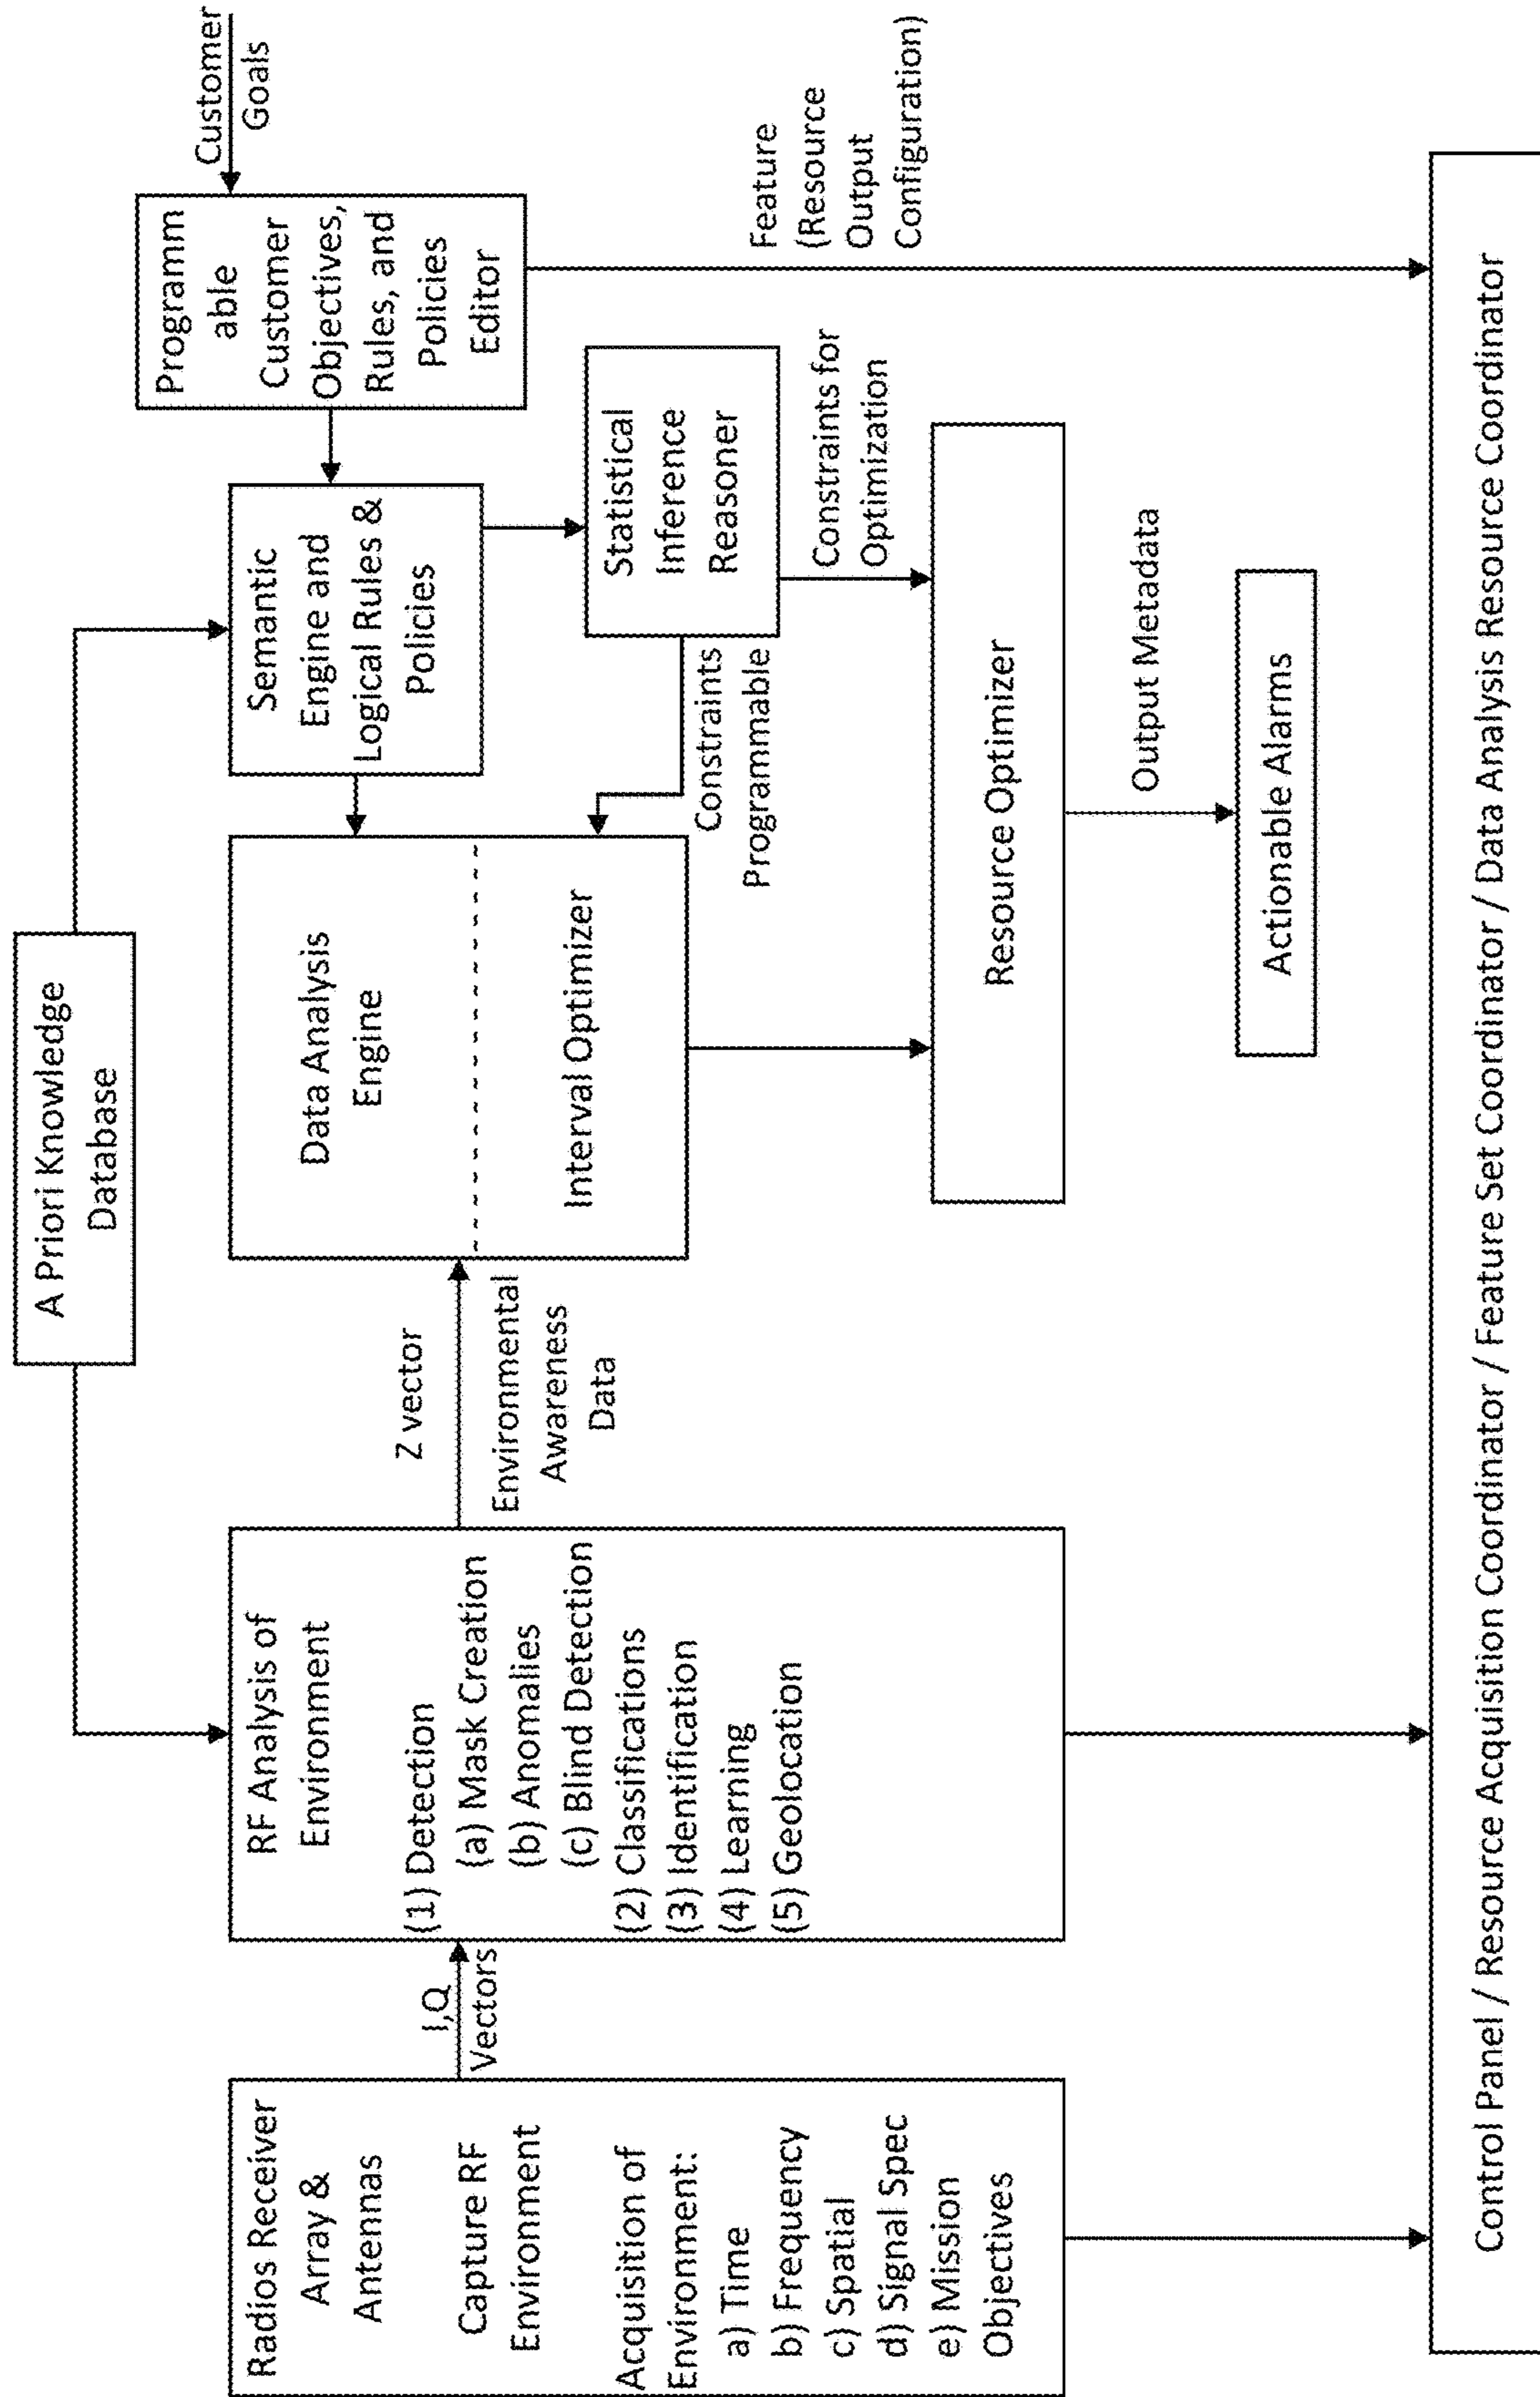 A Priori Knowledge
Database
Customer
Goals
Radios Receiver
Array &
Antennas
Capture RF
Environment
Acquisition of
Environment:
a) Time
b) Frequency
c) Spatial
d) Signal Spec
e) Mission
Objectives
I,Q
Vectors
RF Analysis of
Environment
(1) Detection
(a) Mask Creation
(b) Anomalies
(c) Blind Detection
(2) Classifications
(3) Identification
(4) Learning
(5) Geolocation
Z vector
Environmental
Awareness
Data
Data Analysis
Engine
Interval Optimizer
Semantic
Engine and
Logical Rules &
Policies
Programm
able
Customer
Objectives,
Rules, and
Policies
Editor
Statistical
Inference
Reasoner
Constraints
Programmable
Constraints for
Optimization
Feature
(Resource
Output
Configuration)
Resource Optimizer
Output Metadata
Actionable Alarms
Control Panel / Resource Acquisition Coordinator / Feature Set Coordinator / Data Analysis Resource Coordinator